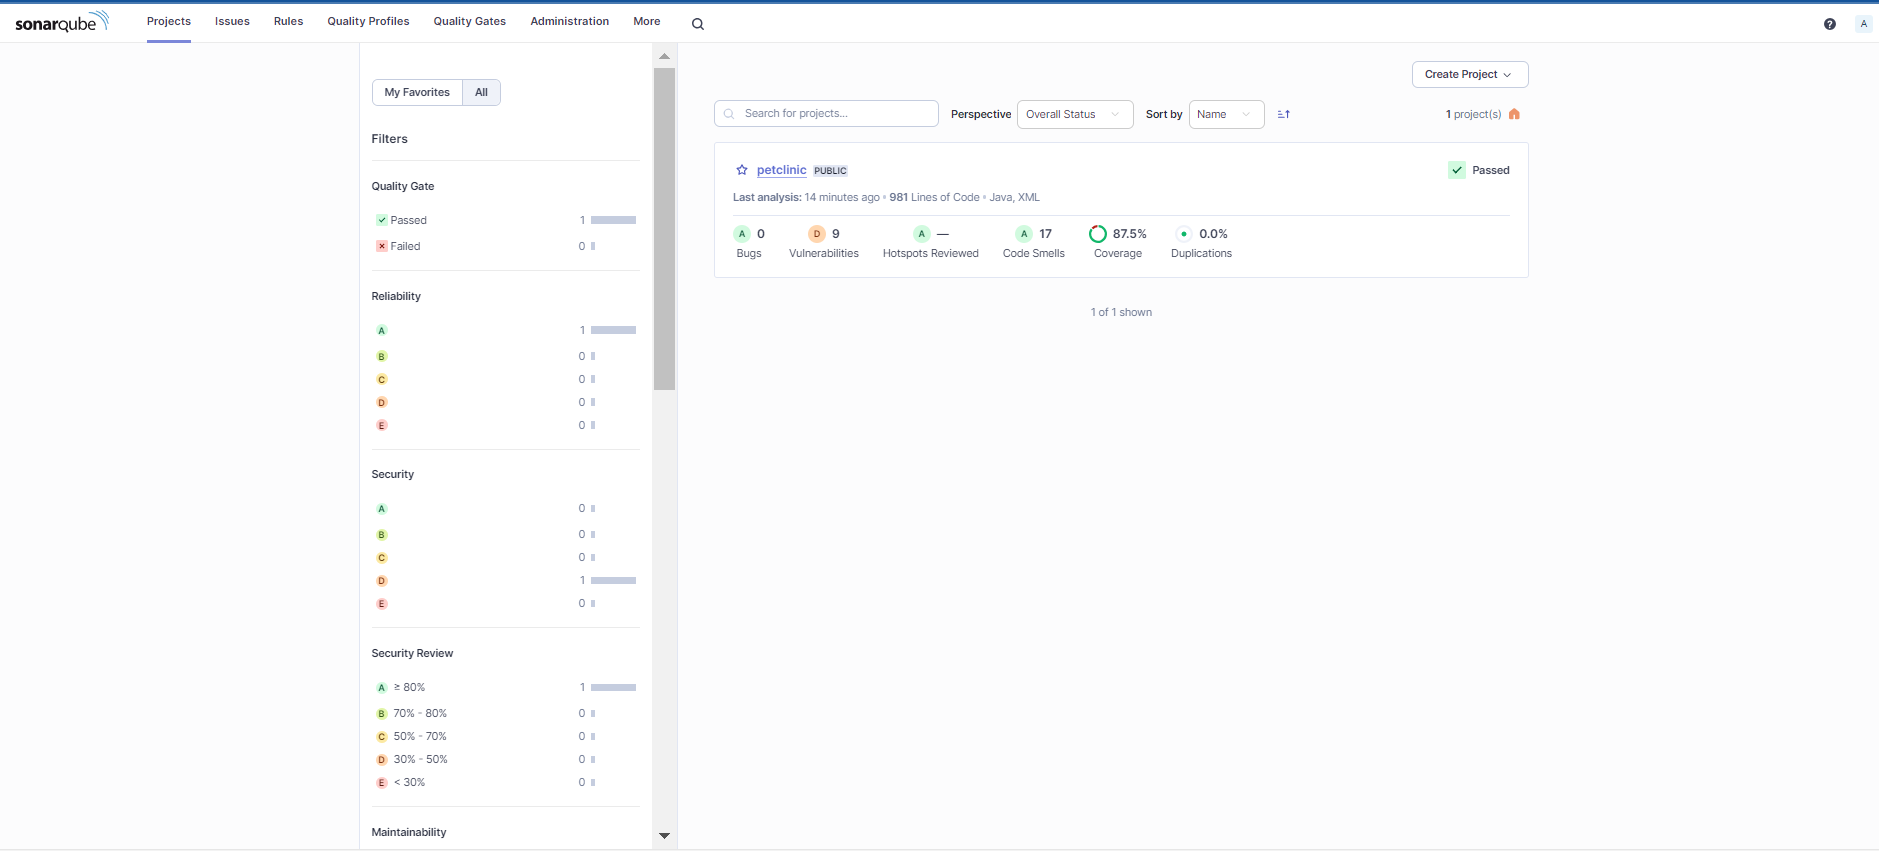 sonarqube Projects Issues Rules Quality Profiles Quality Gates Administration More A
My Favorites All
Filters
Quality Gate
Passed 1
Failed 0
Reliability
A 1
B 0
C 0
D 0
E 0
Security
A 0
B 0
C 0
D 1
E 0
Security Review
A ≥ 80% 1
B 70% - 80% 0
C 50% - 70% 0
D 30% - 50% 0
E < 30% 0
Maintainability
Create Project
Search for projects... Perspective Overall Status Sort by Name 1 project(s)
petclinic PUBLIC Passed
Last analysis: 14 minutes ago • 981 Lines of Code • Java, XML
A 0 D 9 A — A 17 87.5% 0.0%
Bugs Vulnerabilities Hotspots Reviewed Code Smells Coverage Duplications
1 of 1 shown